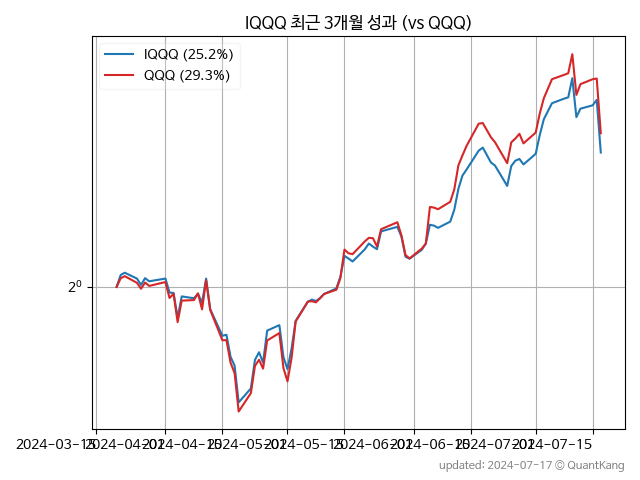 IQQQ 최근 3개월 성과 (vs QQQ)
IQQQ (25.2%)
QQQ (29.3%)
2⁰
2024-03-15 2024-04-01 2024-04-15 2024-05-01 2024-05-15 2024-06-01 2024-06-15 2024-07-01 2024-07-15
updated: 2024-07-17 © QuantKang